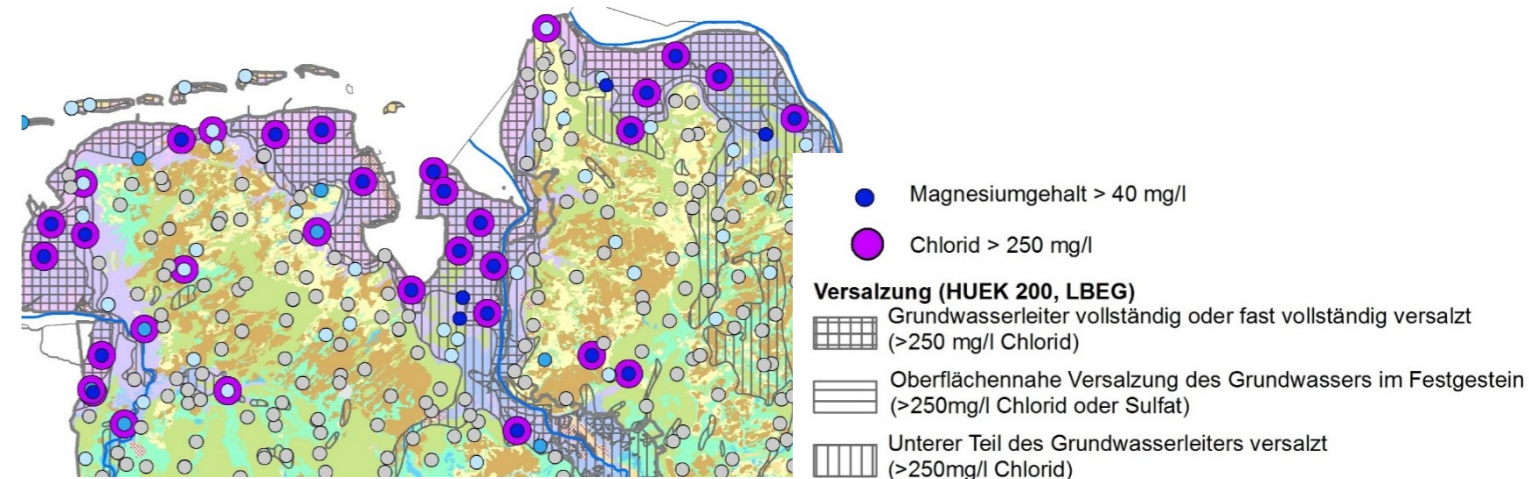 Magnesiumgehalt > 40 mg/l
Chlorid > 250 mg/l
Versalzung (HUEK 200, LBEG)
Grundwasserleiter vollständig oder fast vollständig versalzt
(>250 mg/l Chlorid)
Oberflächennahe Versalzung des Grundwassers im Festgestein
(>250mg/l Chlorid oder Sulfat)
Unterer Teil des Grundwasserleiters versalzt
(>250mg/l Chlorid)